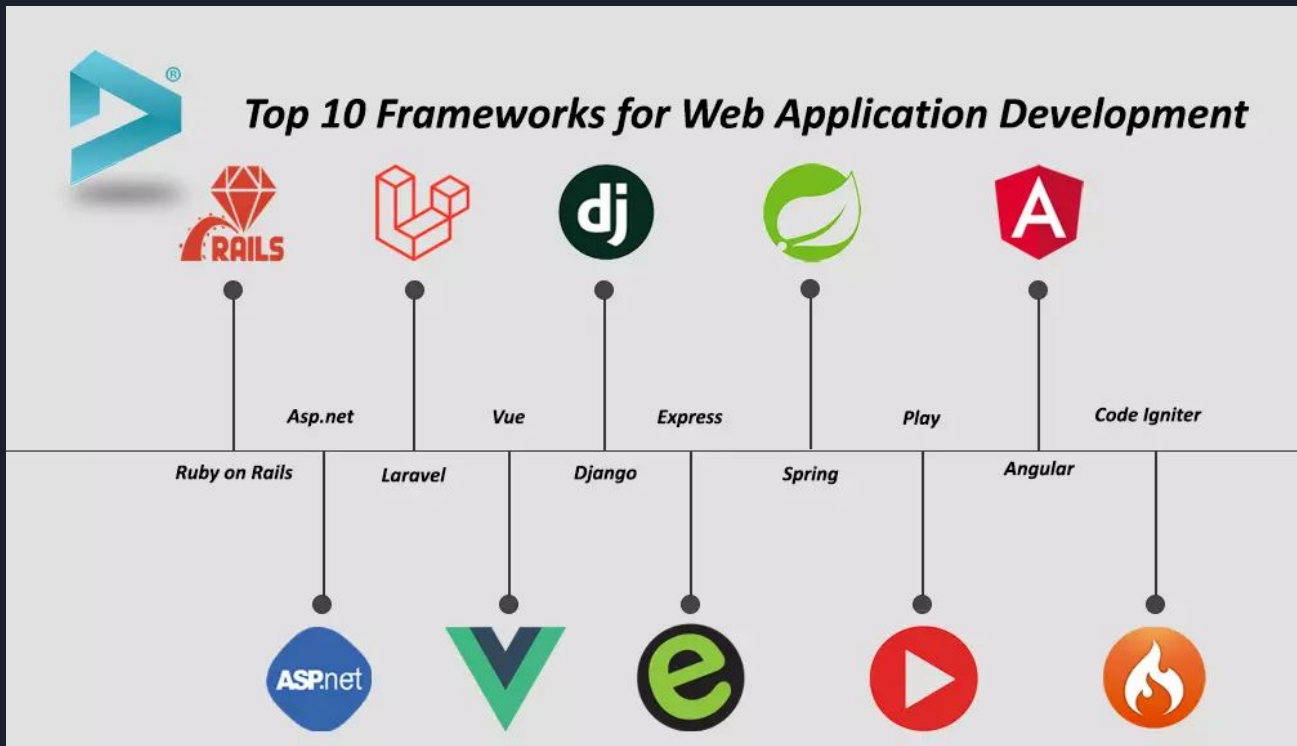 ®
Top 10 Frameworks for Web Application Development
RAILS
dj
A
Asp.net
Vue
Express
Play
Code Igniter
Ruby on Rails
Laravel
Django
Spring
Angular
ASP.net
e